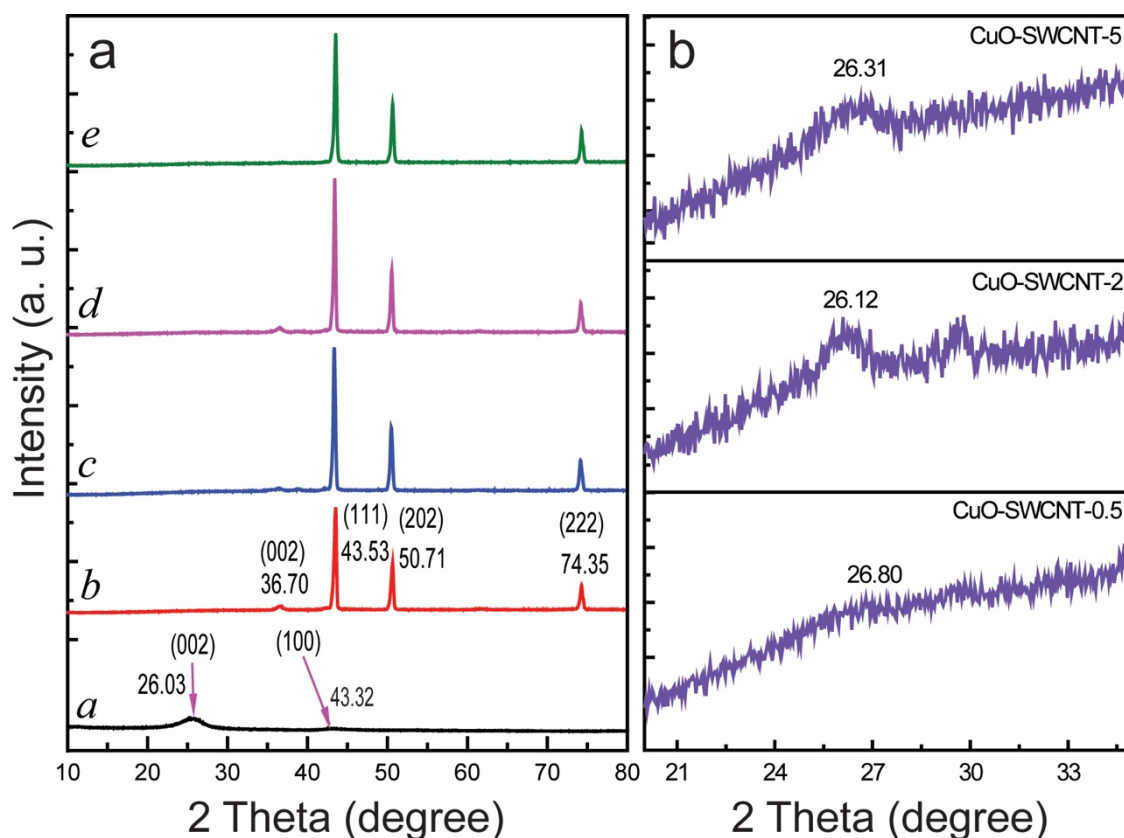 a
e
d
c
b
a
(002)
36.70
(111)
43.53
(202)
50.71
(222)
74.35
(002)
26.03
(100)
43.32
Intensity (a. u.)
10 20 30 40 50 60 70 80
2 Theta (degree)
b
CuO-SWCNT-5
26.31
CuO-SWCNT-2
26.12
CuO-SWCNT-0.5
26.80
21 24 27 30 33
2 Theta (degree)